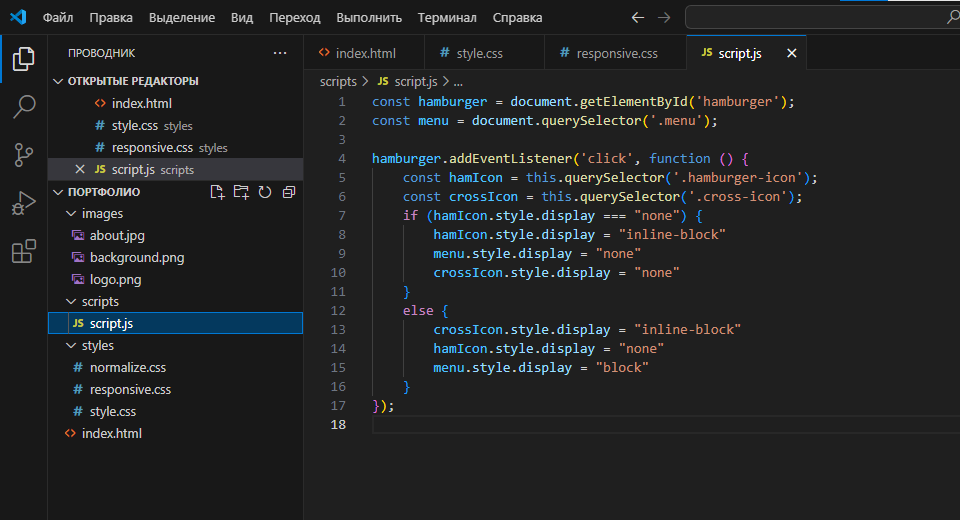 Файл Правка Выделение Вид Переход Выполнить Терминал Справка
ПРОВОДНИК
ОТКРЫТЫЕ РЕДАКТОРЫ
index.html
style.css styles
responsive.css styles
JS script.js scripts
ПОРТФОЛИО
images
about.jpg
background.png
logo.png
scripts
JS script.js
styles
# normalize.css
# responsive.css
# style.css
<> index.html
<> index.html # style.css # responsive.css JS script.js
scripts > JS script.js > ...
1 const hamburger = document.getElementById('hamburger');
2 const menu = document.querySelector('.menu');
3
4 hamburger.addEventListener('click', function () {
5 const hamIcon = this.querySelector('.hamburger-icon');
6 const crossIcon = this.querySelector('.cross-icon');
7 if (hamIcon.style.display === "none") {
8 hamIcon.style.display = "inline-block"
9 menu.style.display = "none"
10 crossIcon.style.display = "none"
11 }
12 else {
13 crossIcon.style.display = "inline-block"
14 hamIcon.style.display = "none"
15 menu.style.display = "block"
16 }
17 });
18